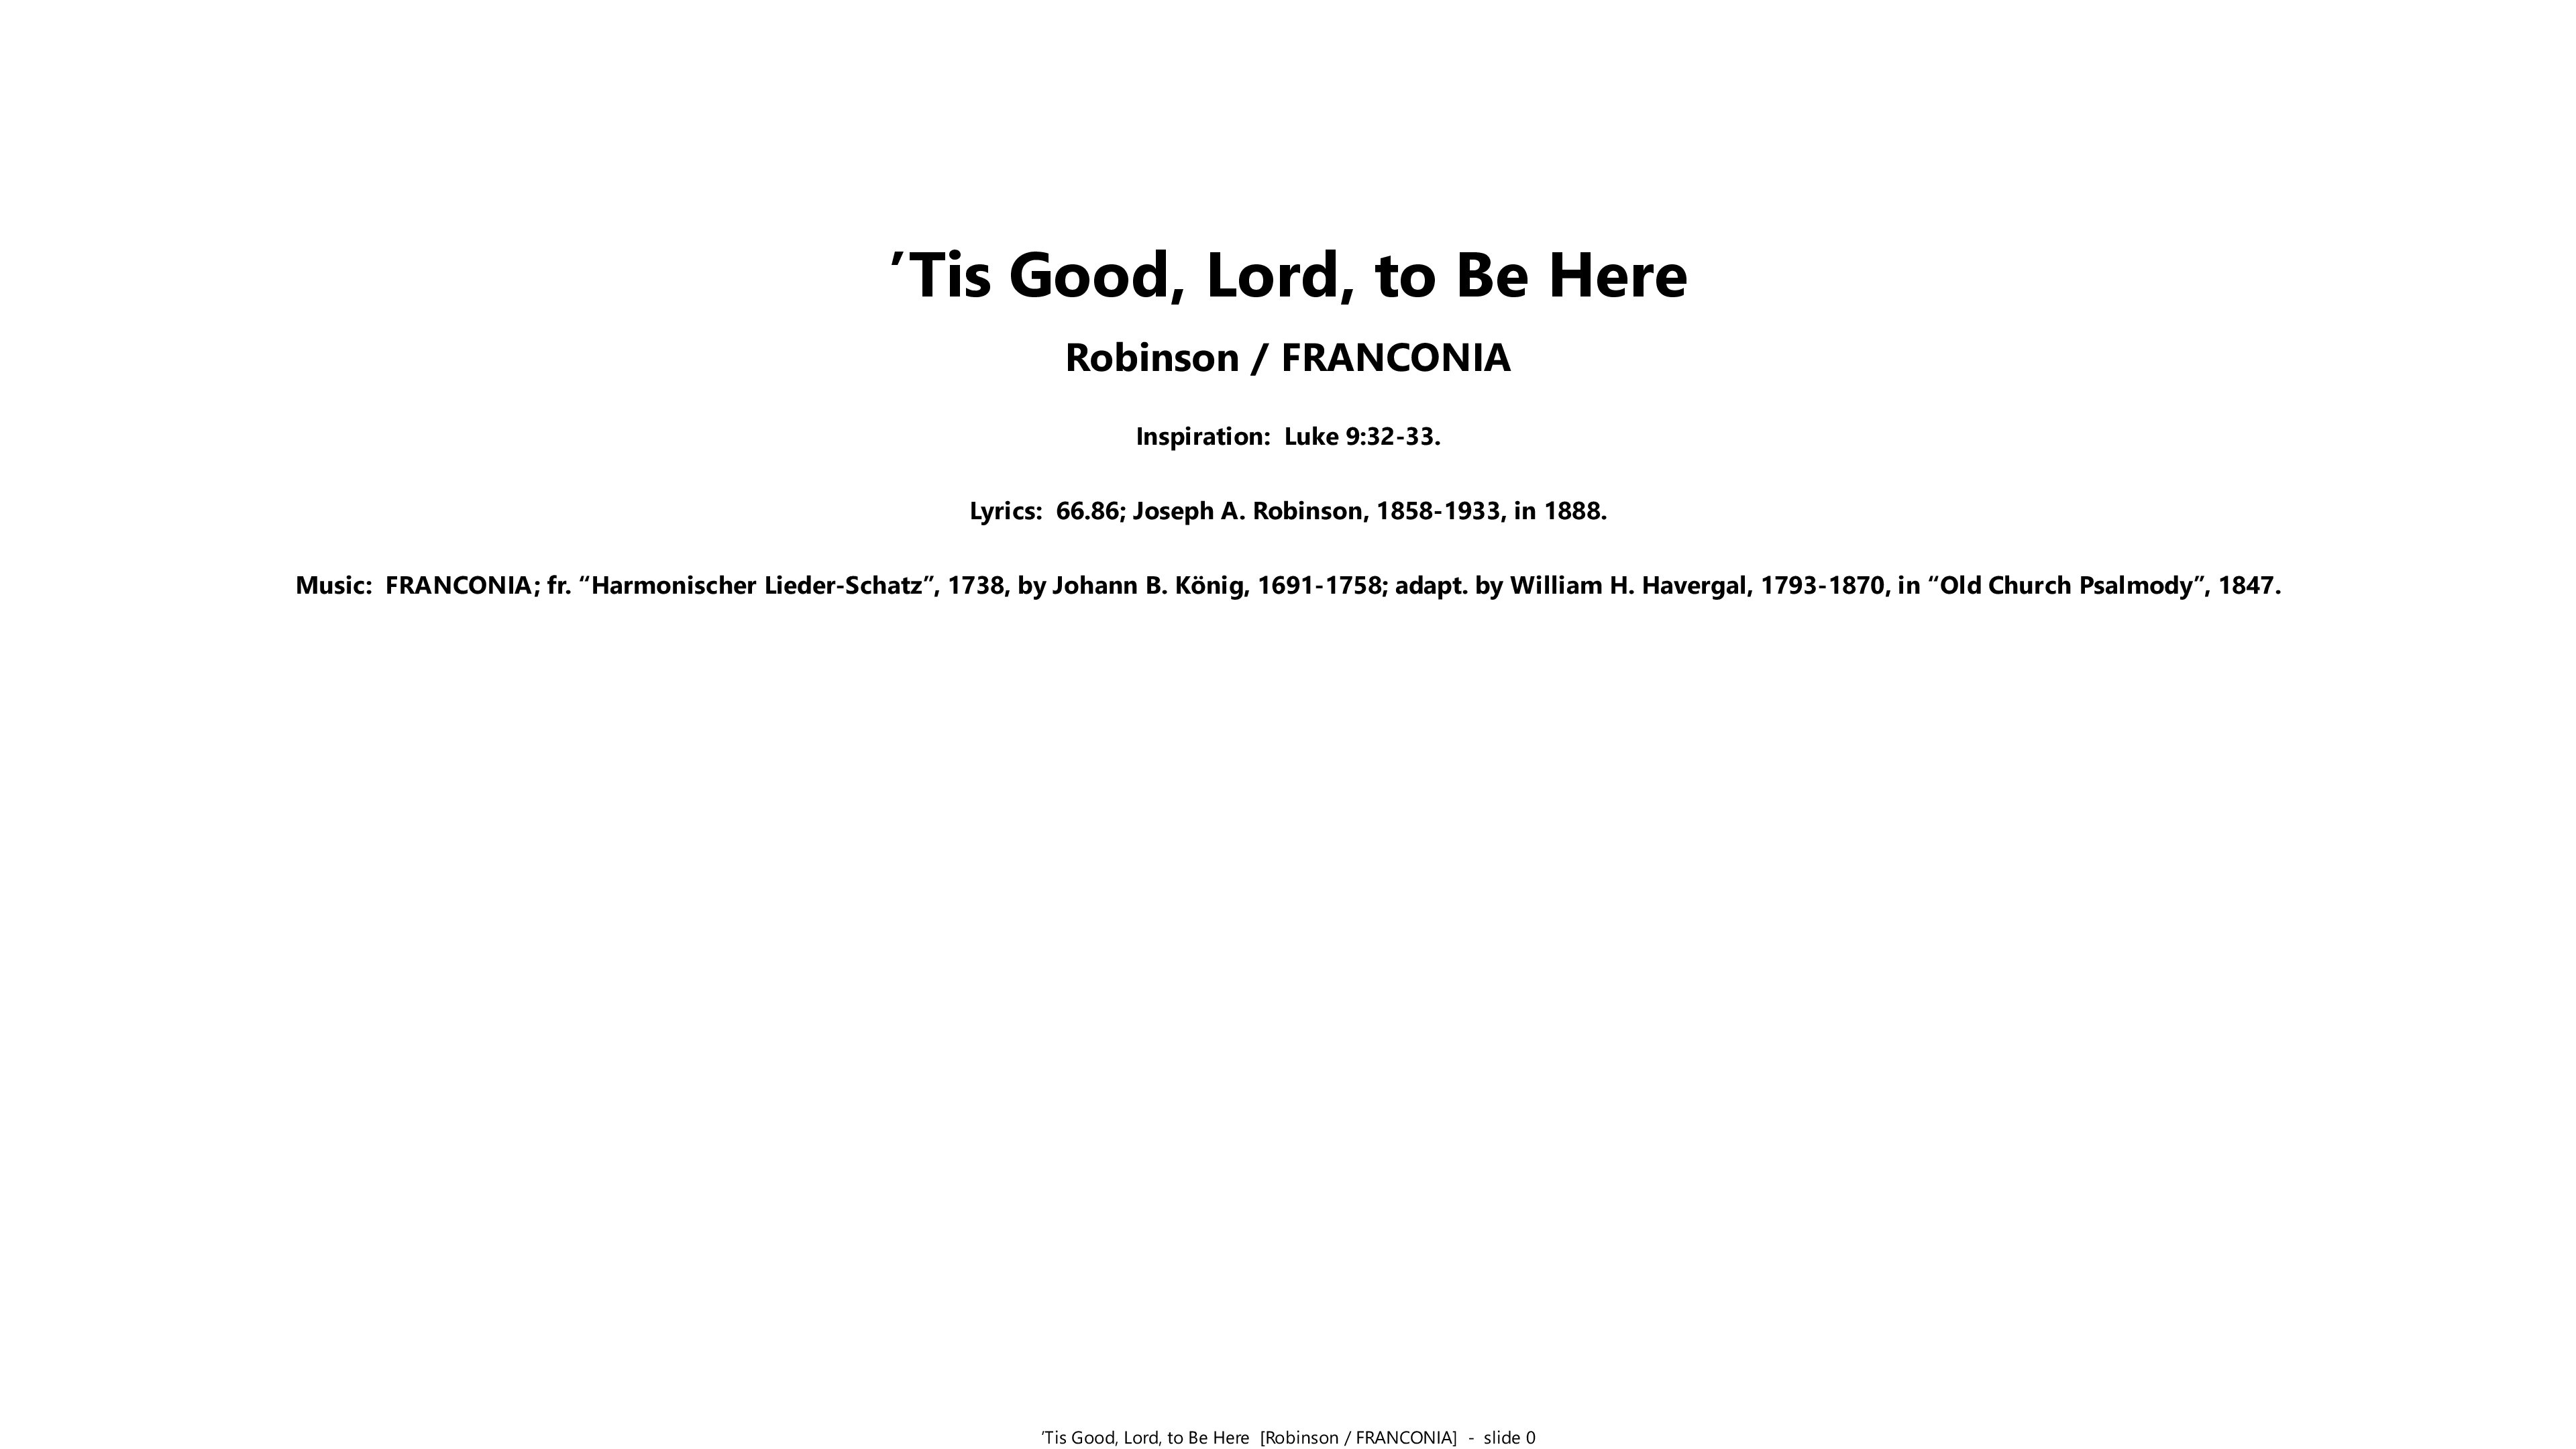 ’Tis Good, Lord, to Be Here
Robinson / FRANCONIA
Inspiration:  Luke 9:32-33.
Lyrics:  66.86; Joseph A. Robinson, 1858-1933, in 1888.
Music:  FRANCONIA; fr. “Harmonischer Lieder-Schatz”, 1738, by Johann B. König, 1691-1758; adapt. by William H. Havergal, 1793-1870, in “Old Church Psalmody”, 1847.
’Tis Good, Lord, to Be Here  [Robinson / FRANCONIA]  -  slide 0